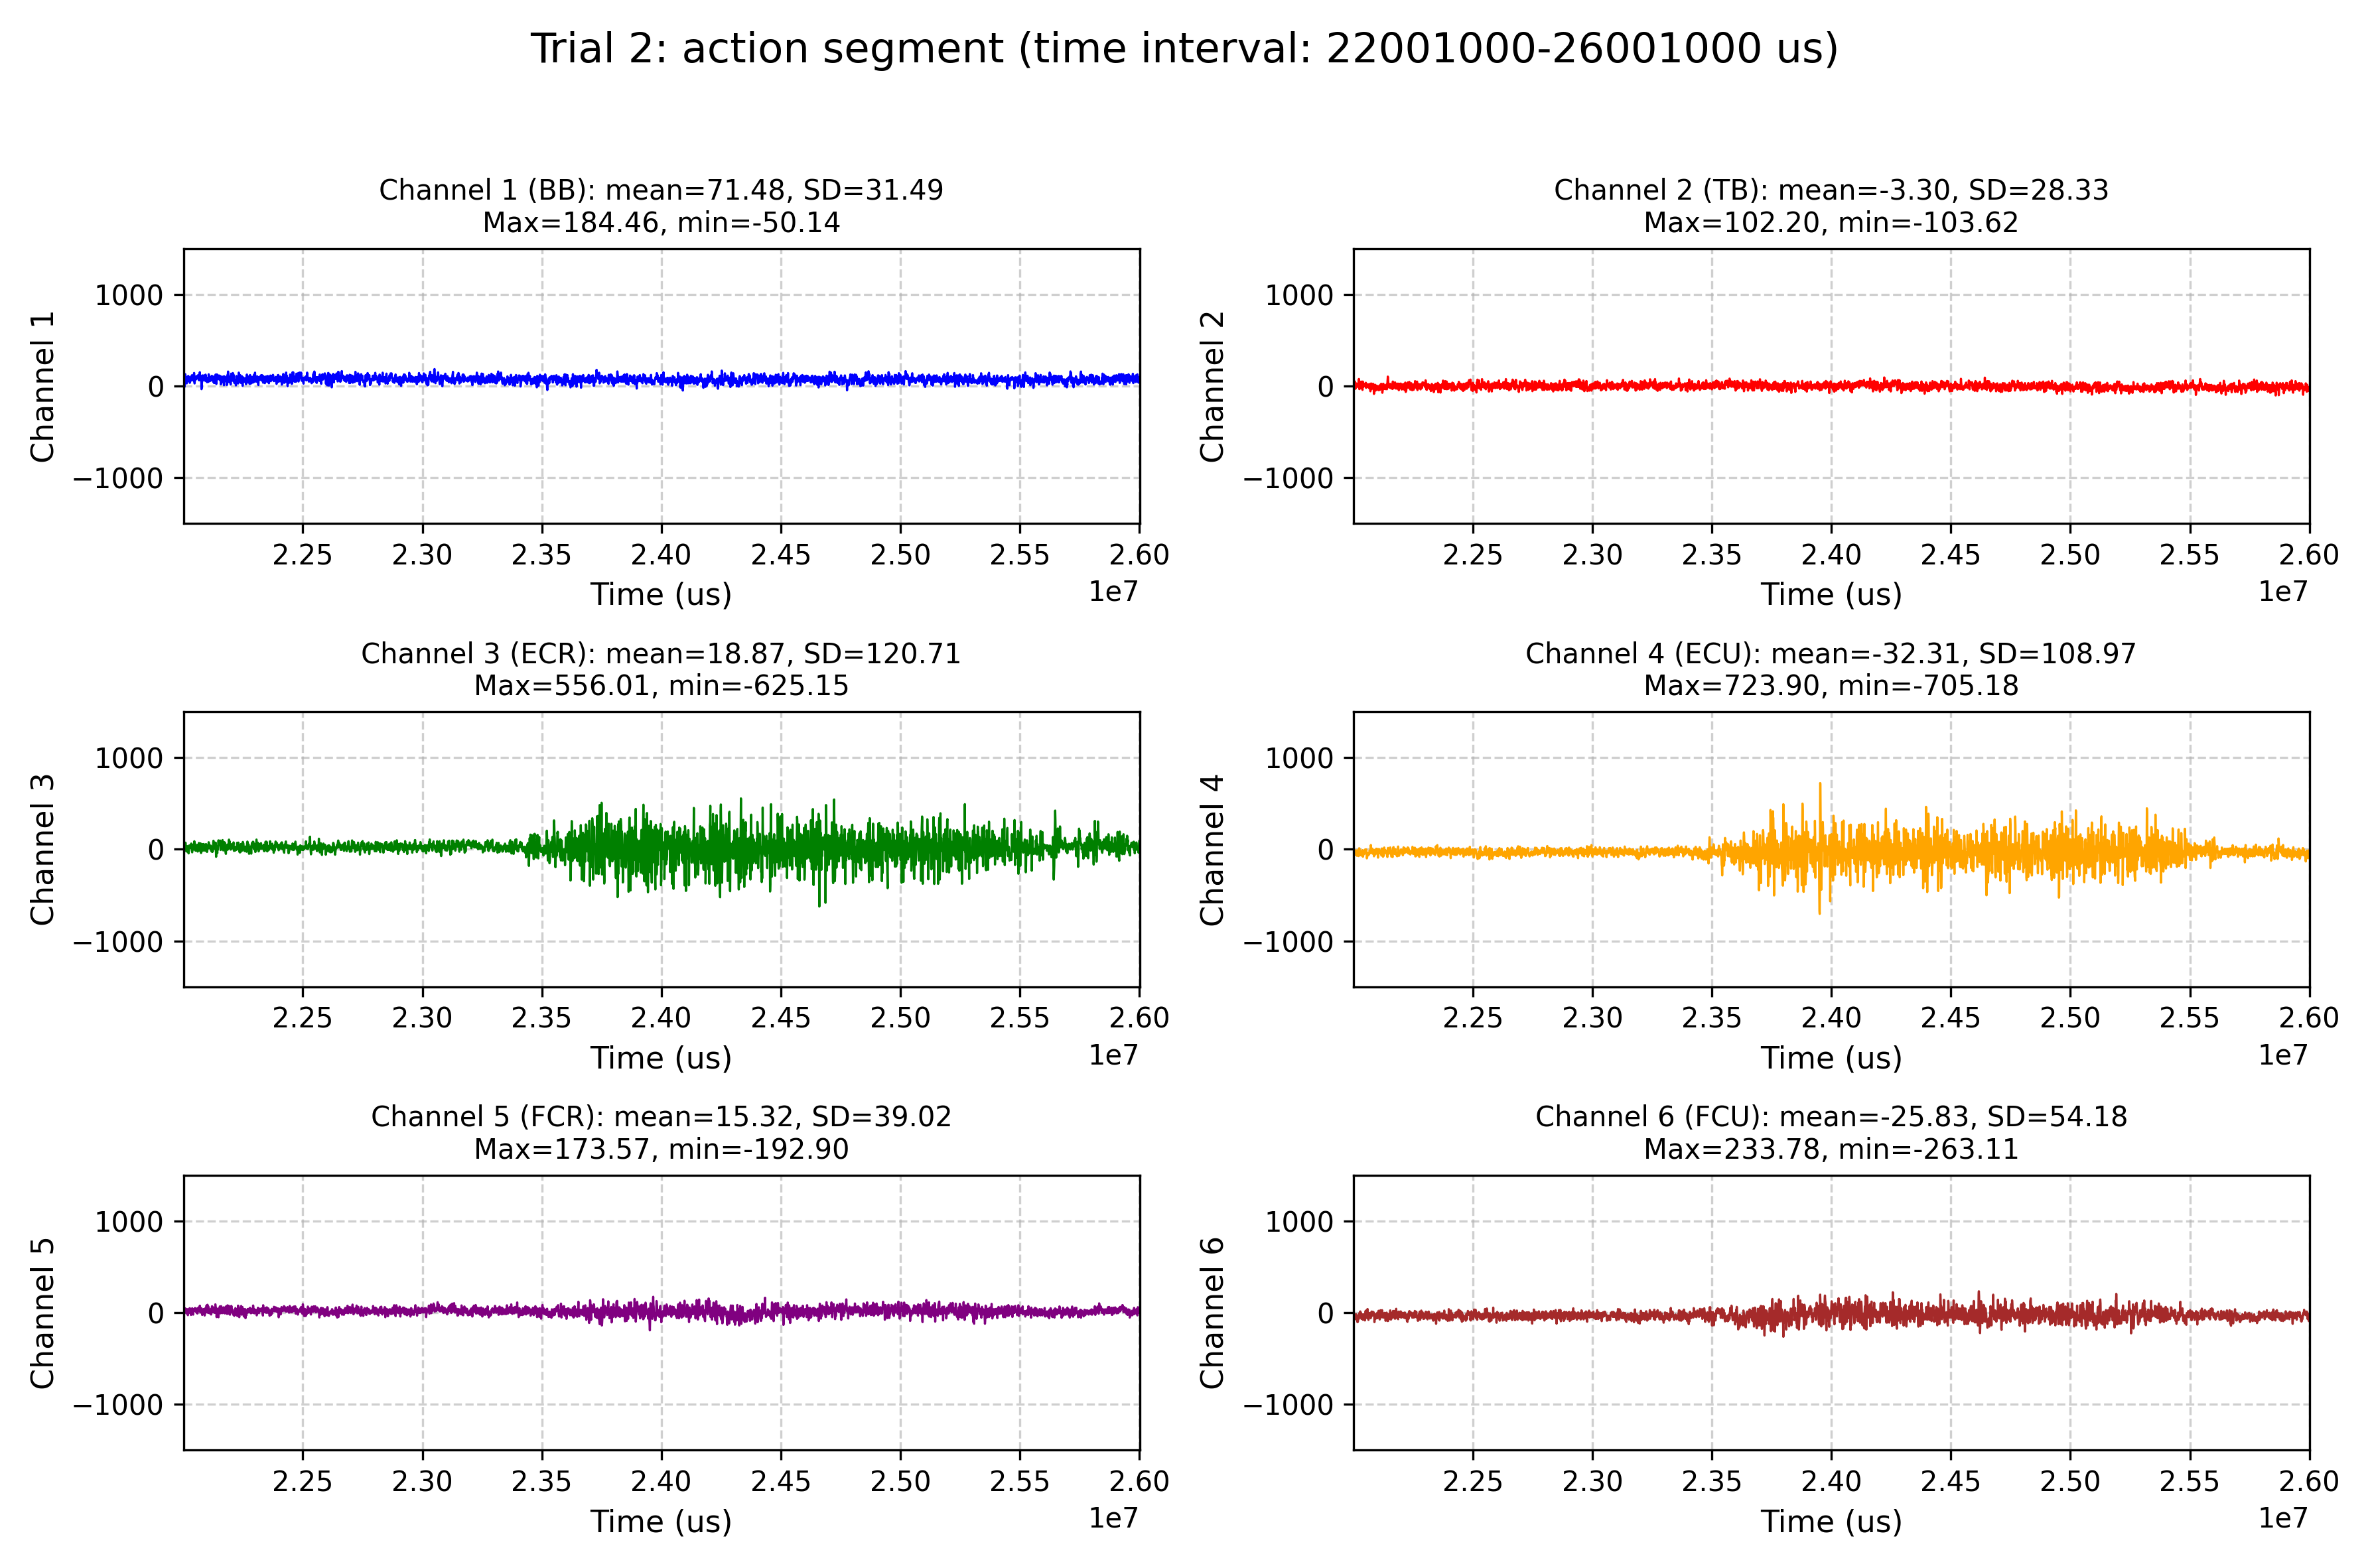 Trial 2: action segment (time interval: 22001000-26001000 us)
Channel 1 (BB): mean=71.48, SD=31.49
Max=184.46, min=-50.14
Channel 1
1000
0
−1000
2.25 2.30 2.35 2.40 2.45 2.50 2.55 2.60
Time (us)
1e7
Channel 2 (TB): mean=-3.30, SD=28.33
Max=102.20, min=-103.62
Channel 2
1000
0
−1000
2.25 2.30 2.35 2.40 2.45 2.50 2.55 2.60
Time (us)
1e7
Channel 3 (ECR): mean=18.87, SD=120.71
Max=556.01, min=-625.15
Channel 3
1000
0
−1000
2.25 2.30 2.35 2.40 2.45 2.50 2.55 2.60
Time (us)
1e7
Channel 4 (ECU): mean=-32.31, SD=108.97
Max=723.90, min=-705.18
Channel 4
1000
0
−1000
2.25 2.30 2.35 2.40 2.45 2.50 2.55 2.60
Time (us)
1e7
Channel 5 (FCR): mean=15.32, SD=39.02
Max=173.57, min=-192.90
Channel 5
1000
0
−1000
2.25 2.30 2.35 2.40 2.45 2.50 2.55 2.60
Time (us)
1e7
Channel 6 (FCU): mean=-25.83, SD=54.18
Max=233.78, min=-263.11
Channel 6
1000
0
−1000
2.25 2.30 2.35 2.40 2.45 2.50 2.55 2.60
Time (us)
1e7